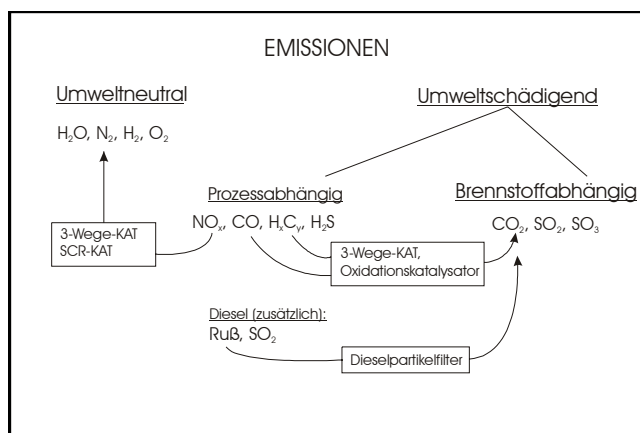 EMISSIONEN
Umweltneutral
H₂O, N₂, H₂, O₂
Umweltschädigend
Prozessabhängig
NOₓ, CO, HₓCᵧ, H₂S
Brennstoffabhängig
CO₂, SO₂, SO₃
3-Wege-KAT
SCR-KAT
3-Wege-KAT,
Oxidationskatalysator
Diesel (zusätzlich):
Ruß, SO₂
Dieselpartikelfilter